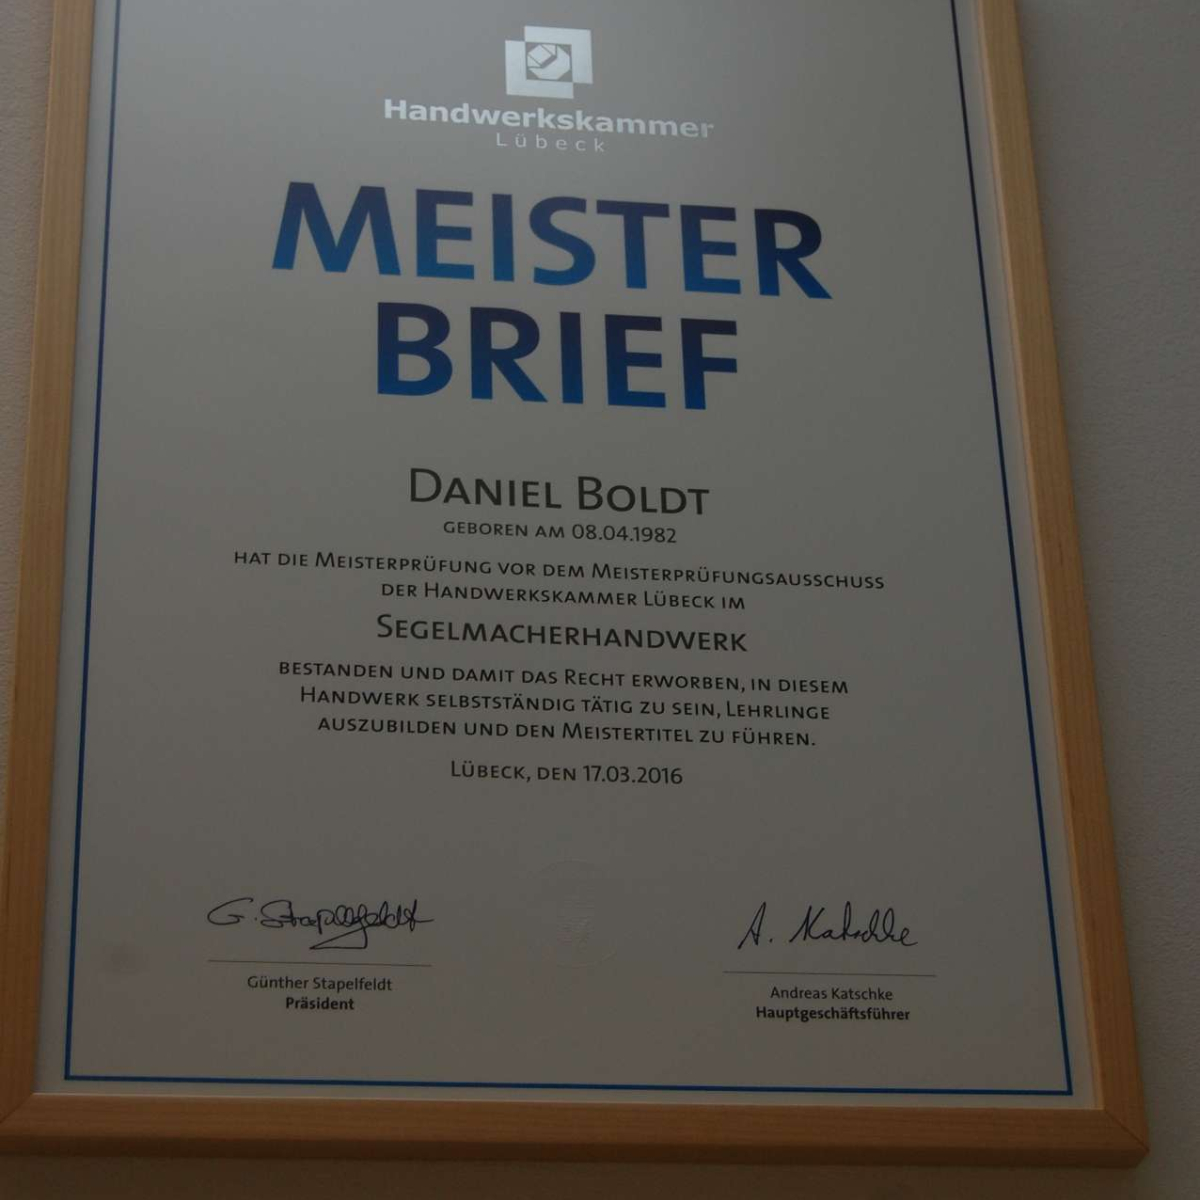 Handwerkskammer
Lübeck
MEISTER
BRIEF
DANIEL BOLDT
GEBOREN AM 08.04.1982
HAT DIE MEISTERPRÜFUNG VOR DEM MEISTERPRÜFUNGSAUSSCHUSS
DER HANDWERKSKAMMER LÜBECK IM
SEGELMACHERHANDWERK
BESTANDEN UND DAMIT DAS RECHT ERWORBEN, IN DIESEM
HANDWERK SELBSTSTÄNDIG TÄTIG ZU SEIN, LEHRLINGE
AUSZUBILDEN UND DEN MEISTERTITEL ZU FÜHREN.
LÜBECK, DEN 17.03.2016
G. Stapelfeldt
A. Katschke
Günther Stapelfeldt
Präsident
Andreas Katschke
Hauptgeschäftsführer